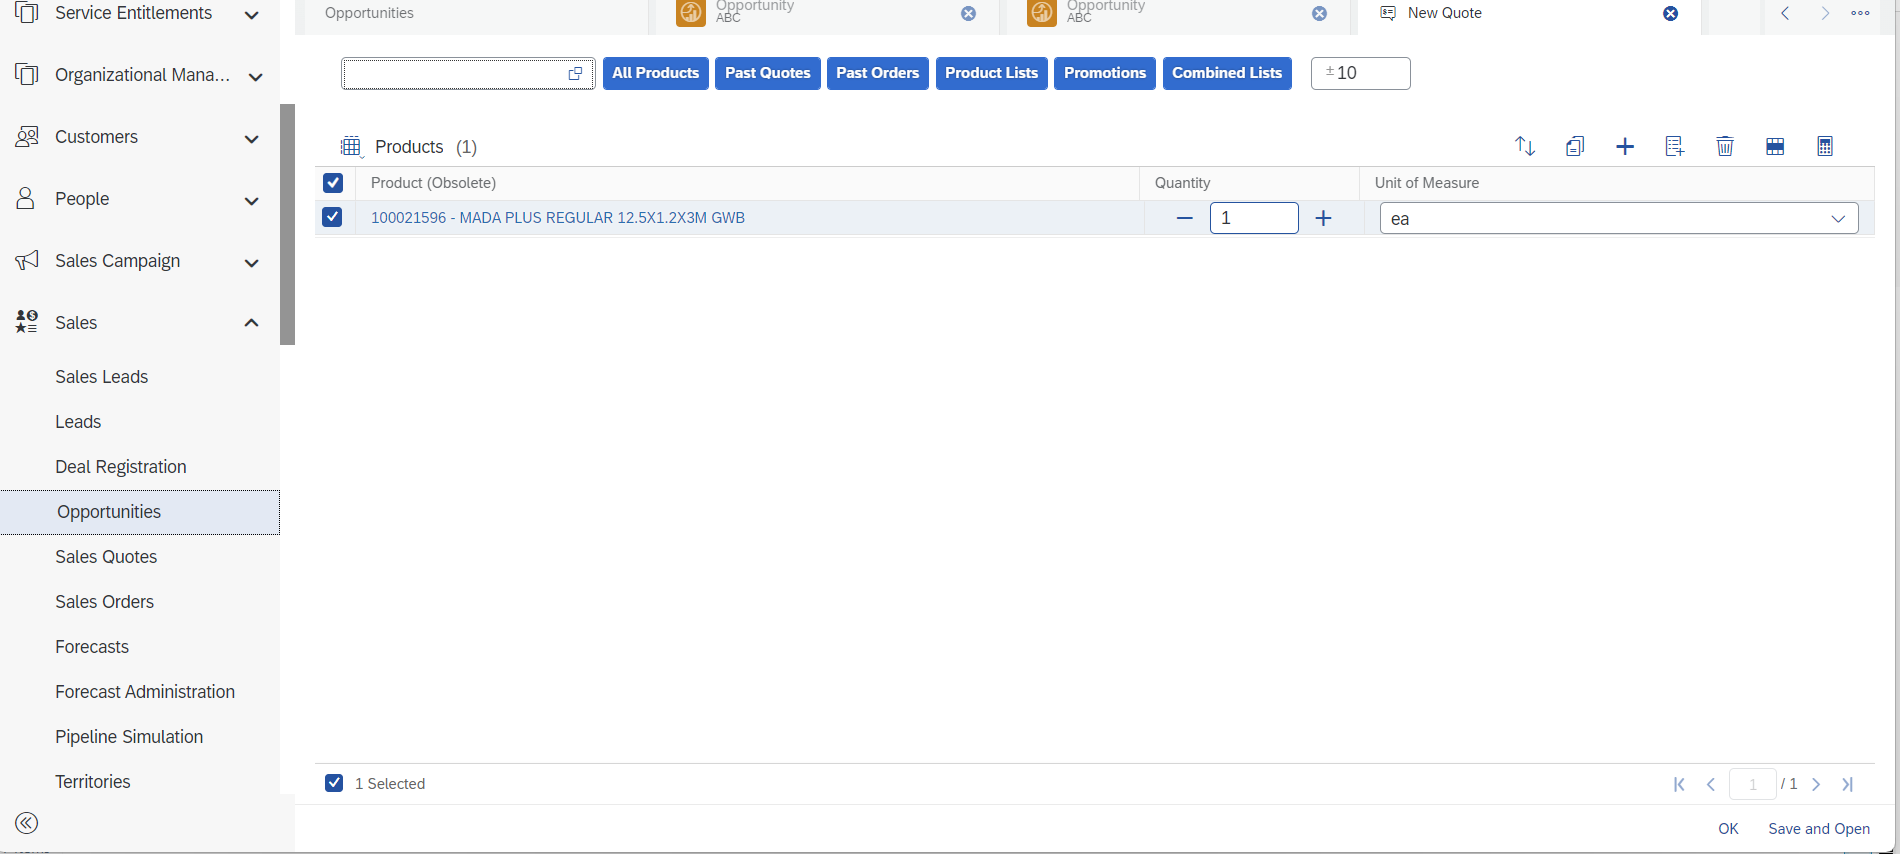 Service Entitlements
Organizational Mana...
Customers
People
Sales Campaign
Sales
Sales Leads
Leads
Deal Registration
Opportunities
Sales Quotes
Sales Orders
Forecasts
Forecast Administration
Pipeline Simulation
Territories
Opportunities
Opportunity
ABC
Opportunity
ABC
New Quote
All Products
Past Quotes
Past Orders
Product Lists
Promotions
Combined Lists
±10
Products (1)
Product (Obsolete) Quantity Unit of Measure
100021596 - MADA PLUS REGULAR 12.5X1.2X3M GWB 1 ea
1 Selected
1 / 1
OK Save and Open